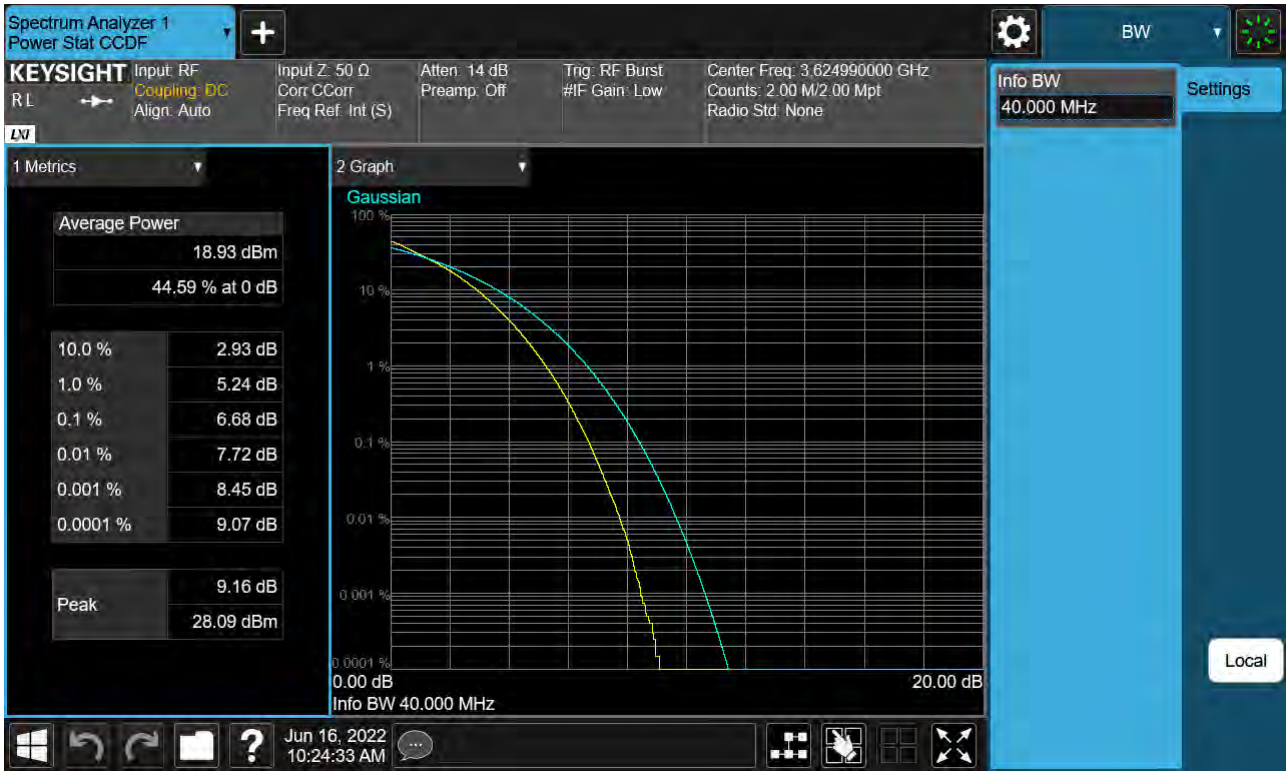 Spectrum Analyzer 1
Power Stat CCDF
+
BW
KEYSIGHT
RL
LXI
Input: RF
Coupling: DC
Align: Auto
Input Z: 50 Ω
Corr CCorr
Freq Ref: Int (S)
Atten: 14 dB
Preamp: Off
Trig: RF Burst
#IF Gain: Low
Center Freq: 3.624990000 GHz
Counts: 2.00 M/2.00 Mpt
Radio Std: None
Info BW
40.000 MHz
Settings
1 Metrics
Average Power
18.93 dBm
44.59 % at 0 dB
10.0 % 2.93 dB
1.0 % 5.24 dB
0.1 % 6.68 dB
0.01 % 7.72 dB
0.001 % 8.45 dB
0.0001 % 9.07 dB
Peak
9.16 dB
28.09 dBm
2 Graph
Gaussian
100 %
10 %
1 %
0.1 %
0.01 %
0.001 %
0.0001 %
0.00 dB 20.00 dB
Info BW 40.000 MHz
Local
?
Jun 16, 2022
10:24:33 AM